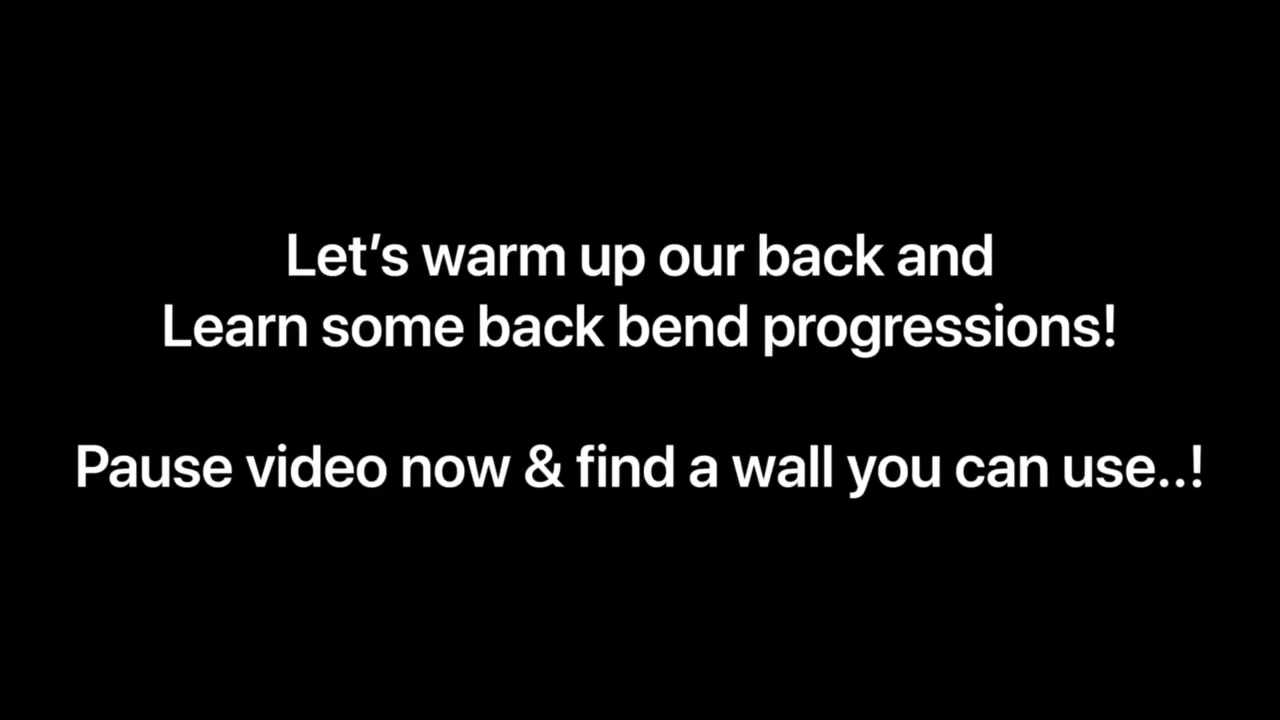 Let’s warm up our back and
Learn some back bend progressions!
Pause video now & find a wall you can use..!